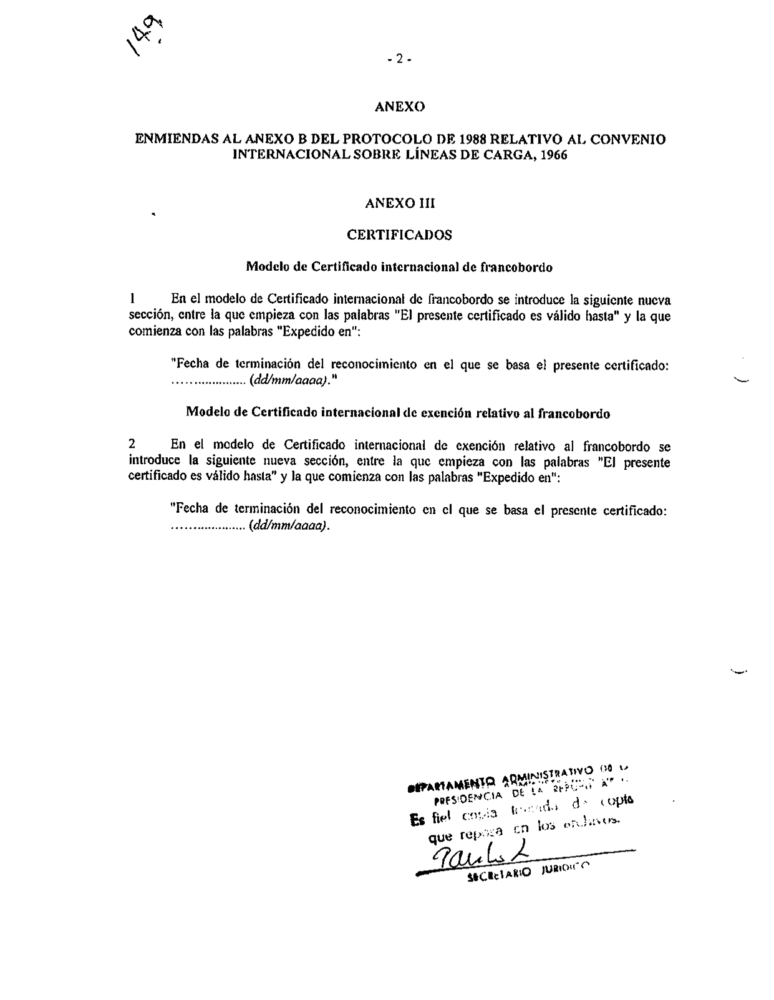 149
- 2 -
ANEXO
ENMIENDAS AL ANEXO B DEL PROTOCOLO DE 1988 RELATIVO AL CONVENIO
INTERNACIONAL SOBRE LÍNEAS DE CARGA, 1966
ANEXO III
CERTIFICADOS
Modelo de Certificado internacional de francobordo
1 En el modelo de Certificado internacional de francobordo se introduce la siguiente nueva
sección, entre la que empieza con las palabras "El presente certificado es válido hasta" y la que
comienza con las palabras "Expedido en":
"Fecha de terminación del reconocimiento en el que se basa el presente certificado:
.................... (dd/mm/aaaa)."
Modelo de Certificado internacional de exención relativo al francobordo
2 En el modelo de Certificado internacional de exención relativo al francobordo se
introduce la siguiente nueva sección, entre la que empieza con las palabras "El presente
certificado es válido hasta" y la que comienza con las palabras "Expedido en":
"Fecha de terminación del reconocimiento en el que se basa el presente certificado:
.................... (dd/mm/aaaa).
DEPARTAMENTO ADMINISTRATIVO
PRESIDENCIA DE LA
Es fiel copia tomada de copia
que reposa en los archivos.
SECRETARIO JURIDICO